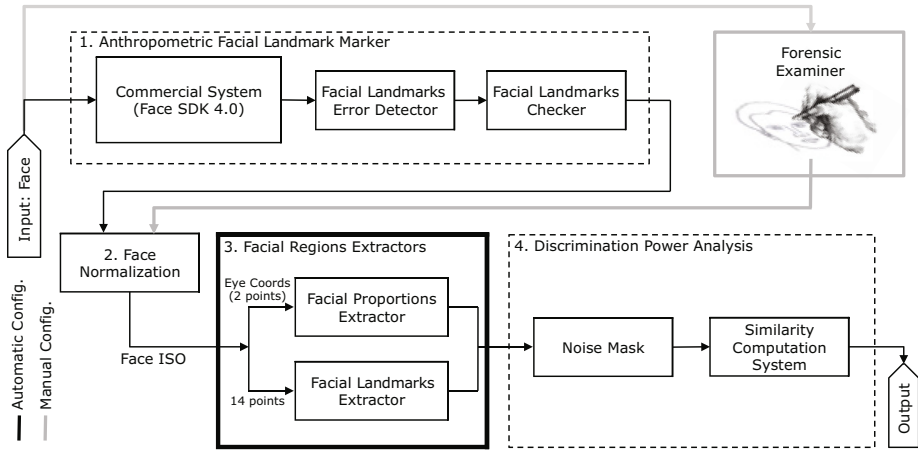 1. Anthropometric Facial Landmark Marker
Commercial System
(Face SDK 4.0)
Facial Landmarks
Error Detector
Facial Landmarks
Checker
Forensic
Examiner
Input: Face
2. Face
Normalization
3. Facial Regions Extractors
Eye Coords
(2 points)
Facial Proportions
Extractor
Face ISO
14 points
Facial Landmarks
Extractor
4. Discrimination Power Analysis
Noise Mask
Similarity
Computation
System
Output
Automatic Config.
Manual Config.